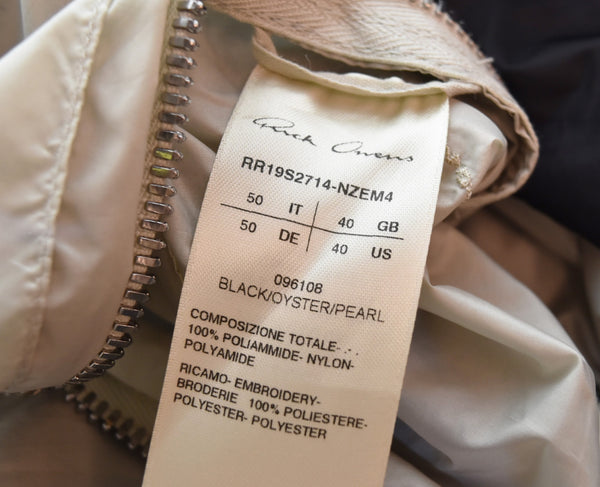 Rick Owens
RR19S2714-NZEM4
50 IT 40 GB
50 DE 40 US
096108
BLACK/OYSTER/PEARL
COMPOSIZIONE TOTALE- . . .
100% POLIAMMIDE- NYLON-
POLYAMIDE
RICAMO- EMBROIDERY-
BRODERIE 100% POLIESTERE-
POLYESTER- POLYESTER